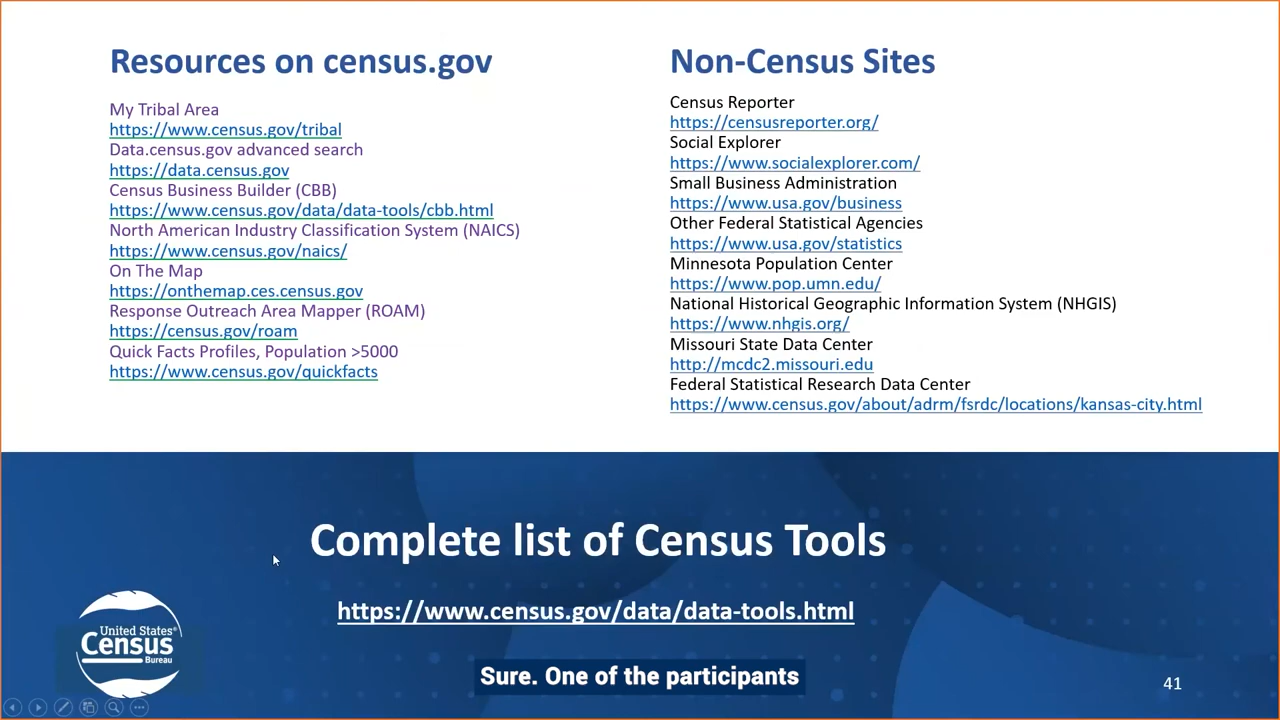 Resources on census.gov
My Tribal Area
https://www.census.gov/tribal
Data.census.gov advanced search
https://data.census.gov
Census Business Builder (CBB)
https://www.census.gov/data/data-tools/cbb.html
North American Industry Classification System (NAICS)
https://www.census.gov/naics/
On The Map
https://onthemap.ces.census.gov
Response Outreach Area Mapper (ROAM)
https://census.gov/roam
Quick Facts Profiles, Population >5000
https://www.census.gov/quickfacts
Non-Census Sites
Census Reporter
https://censusreporter.org/
Social Explorer
https://www.socialexplorer.com/
Small Business Administration
https://www.usa.gov/business
Other Federal Statistical Agencies
https://www.usa.gov/statistics
Minnesota Population Center
https://www.pop.umn.edu/
National Historical Geographic Information System (NHGIS)
https://www.nhgis.org/
Missouri State Data Center
http://mcdc2.missouri.edu
Federal Statistical Research Data Center
https://www.census.gov/about/adrm/fsrdc/locations/kansas-city.html
Complete list of Census Tools
https://www.census.gov/data/data-tools.html
United States®
Census
Bureau
Sure. One of the participants
41